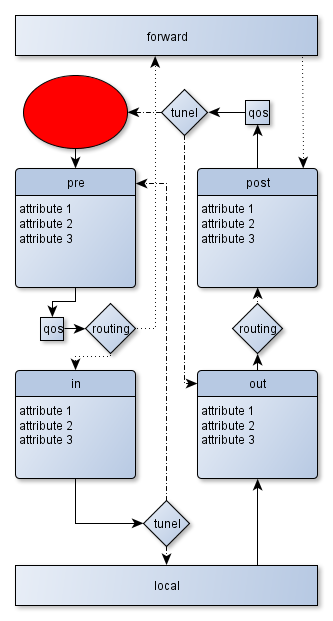 forward
tunel
qos
pre
attribute 1
attribute 2
attribute 3
post
attribute 1
attribute 2
attribute 3
qos
routing
routing
in
attribute 1
attribute 2
attribute 3
out
attribute 1
attribute 2
attribute 3
tunel
local